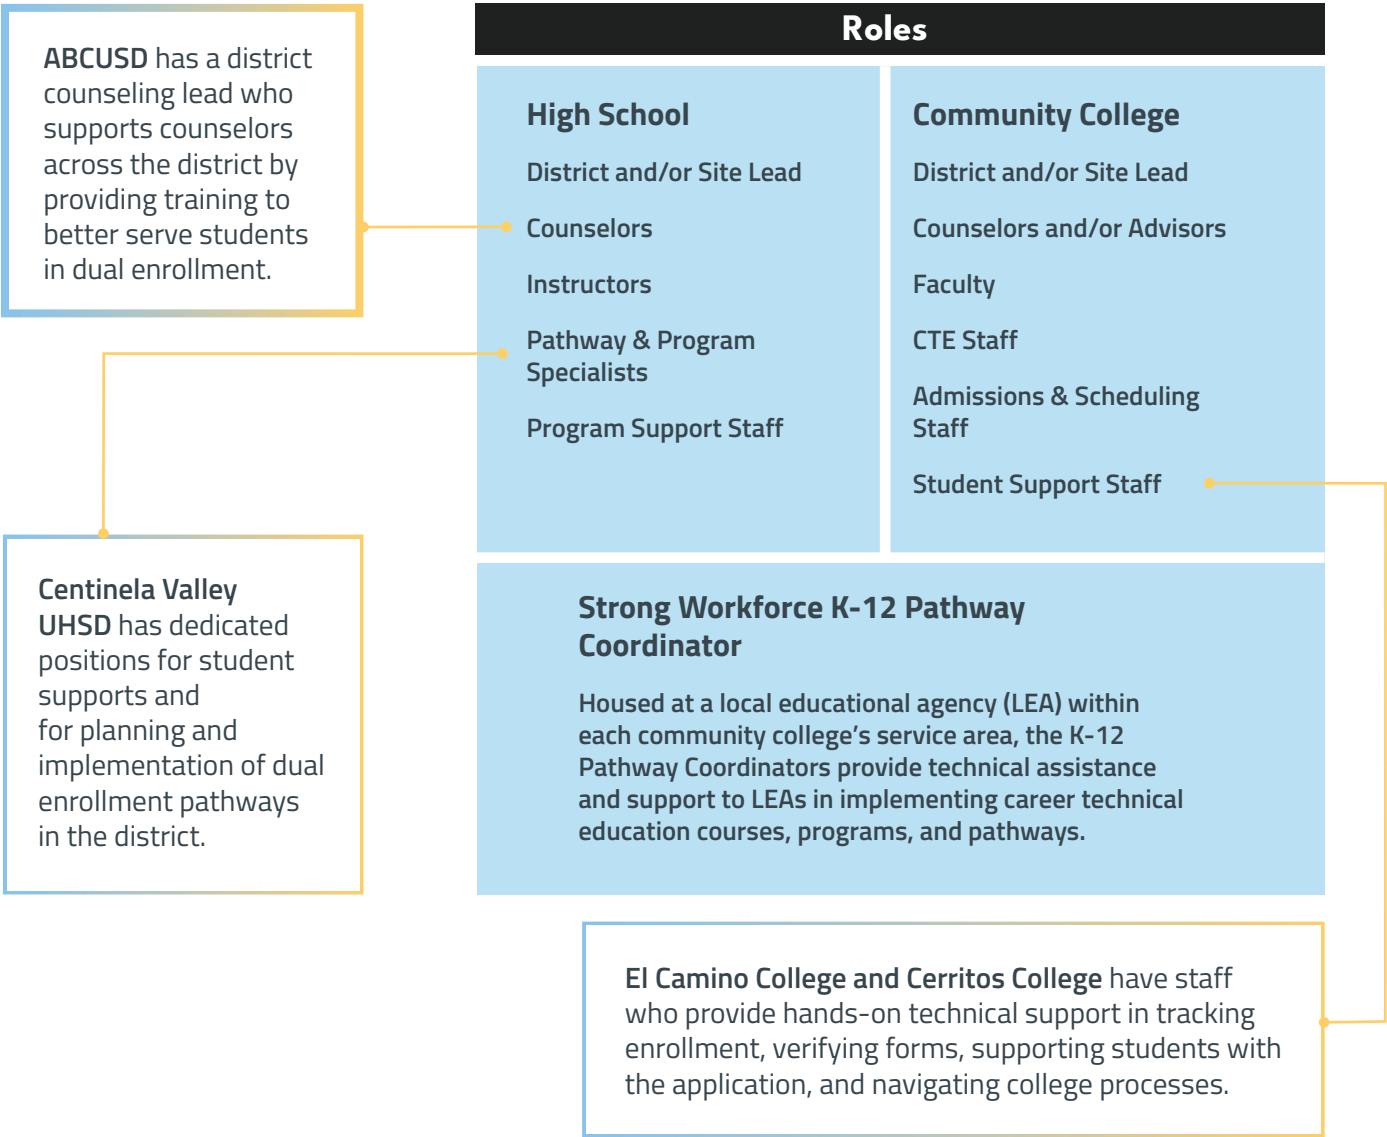 Roles
ABCUSD has a district
counseling lead who
supports counselors
across the district by
providing training to
better serve students
in dual enrollment.
High School
District and/or Site Lead
Counselors
Instructors
Pathway & Program
Specialists
Program Support Staff
Community College
District and/or Site Lead
Counselors and/or Advisors
Faculty
CTE Staff
Admissions & Scheduling
Staff
Student Support Staff
Centinela Valley
UHSD has dedicated
positions for student
supports and
for planning and
implementation of dual
enrollment pathways
in the district.
Strong Workforce K-12 Pathway
Coordinator
Housed at a local educational agency (LEA) within
each community college’s service area, the K-12
Pathway Coordinators provide technical assistance
and support to LEAs in implementing career technical
education courses, programs, and pathways.
El Camino College and Cerritos College have staff
who provide hands-on technical support in tracking
enrollment, verifying forms, supporting students with
the application, and navigating college processes.